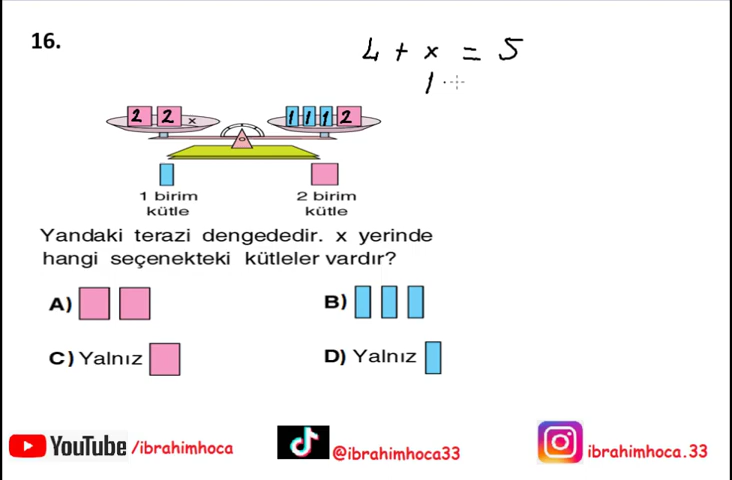 16.
4 + x = 5
1
2 2 x 1 1 1 2
1 birim kütle
2 birim kütle
Yandaki terazi dengededir. x yerinde
hangi seçenekteki kütleler vardır?
A)
B)
C) Yalnız
D) Yalnız
YouTube /ibrahimhoca
@ibrahimhoca33
ibrahimhoca.33